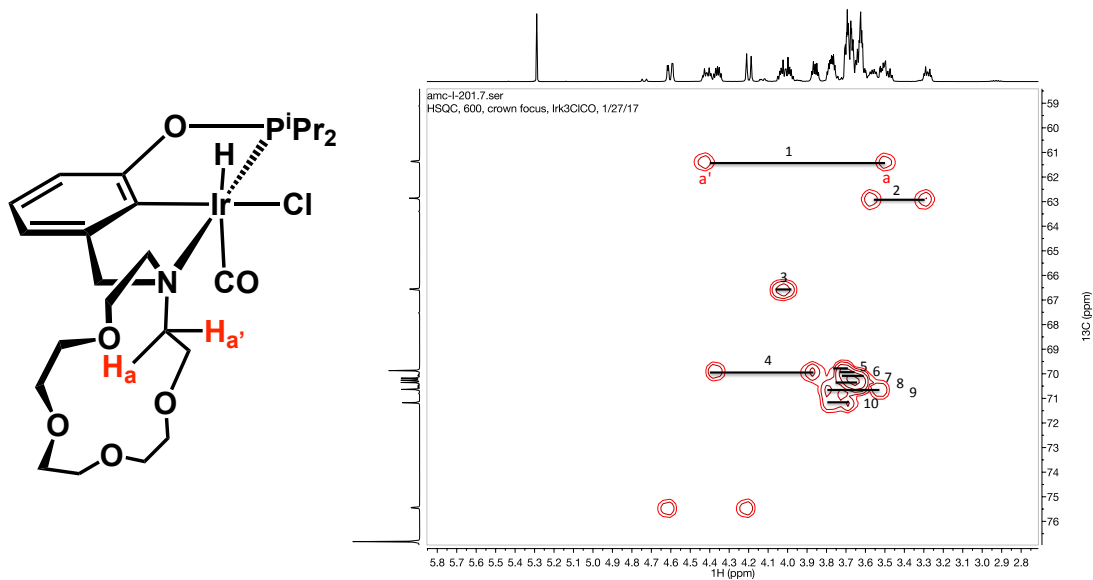 amc-I-201.7.ser
HSQC, 600, crown focus, Irk3ClCO, 1/27/17
O
PiPr2
H
Ir
Cl
N
CO
O
Ha'
Ha
O
O
O
1
a'
a
2
3
4
5
6
7
8
9
10
59
60
61
62
63
64
65
66
67
68
69
70
71
72
73
74
75
76
13C (ppm)
5.8 5.7 5.6 5.5 5.4 5.3 5.2 5.1 5.0 4.9 4.8 4.7 4.6 4.5 4.4 4.3 4.2 4.1 4.0 3.9 3.8 3.7 3.6 3.5 3.4 3.3 3.2 3.1 3.0 2.9 2.8
1H (ppm)